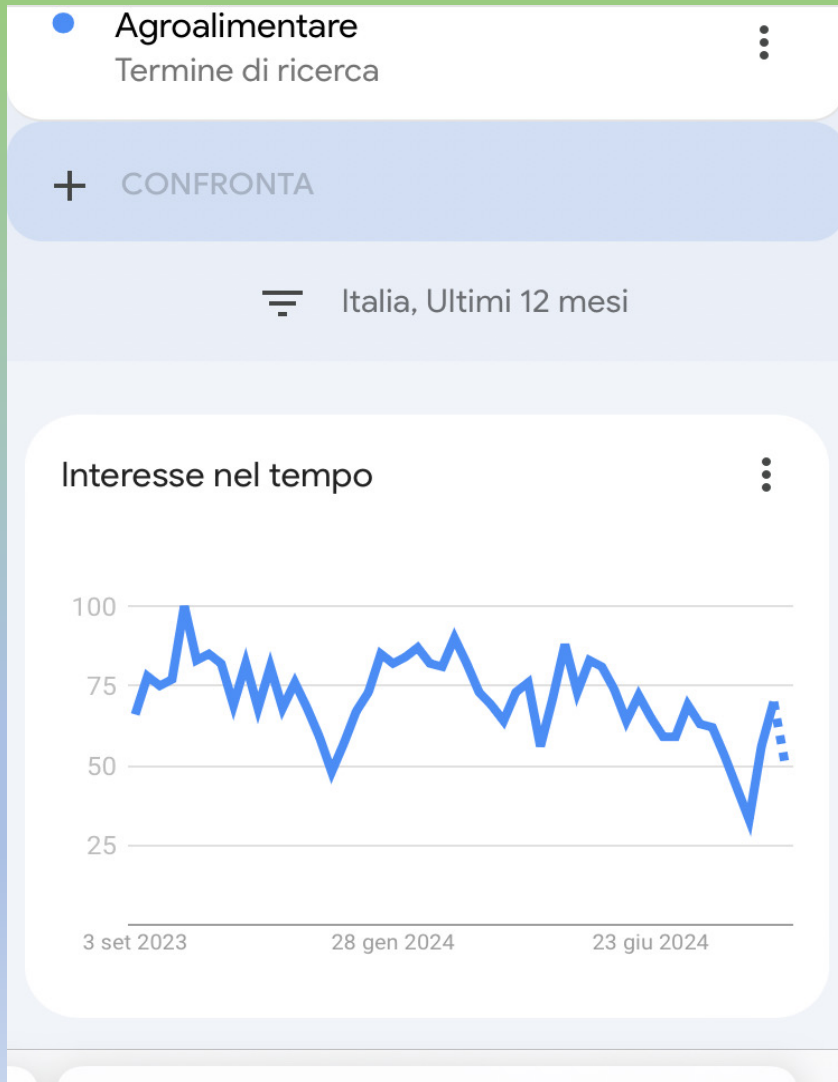 Agroalimentare
Termine di ricerca
CONFRONTA
Italia, Ultimi 12 mesi
Interesse nel tempo
100
75
50
25
3 set 2023 28 gen 2024 23 giu 2024